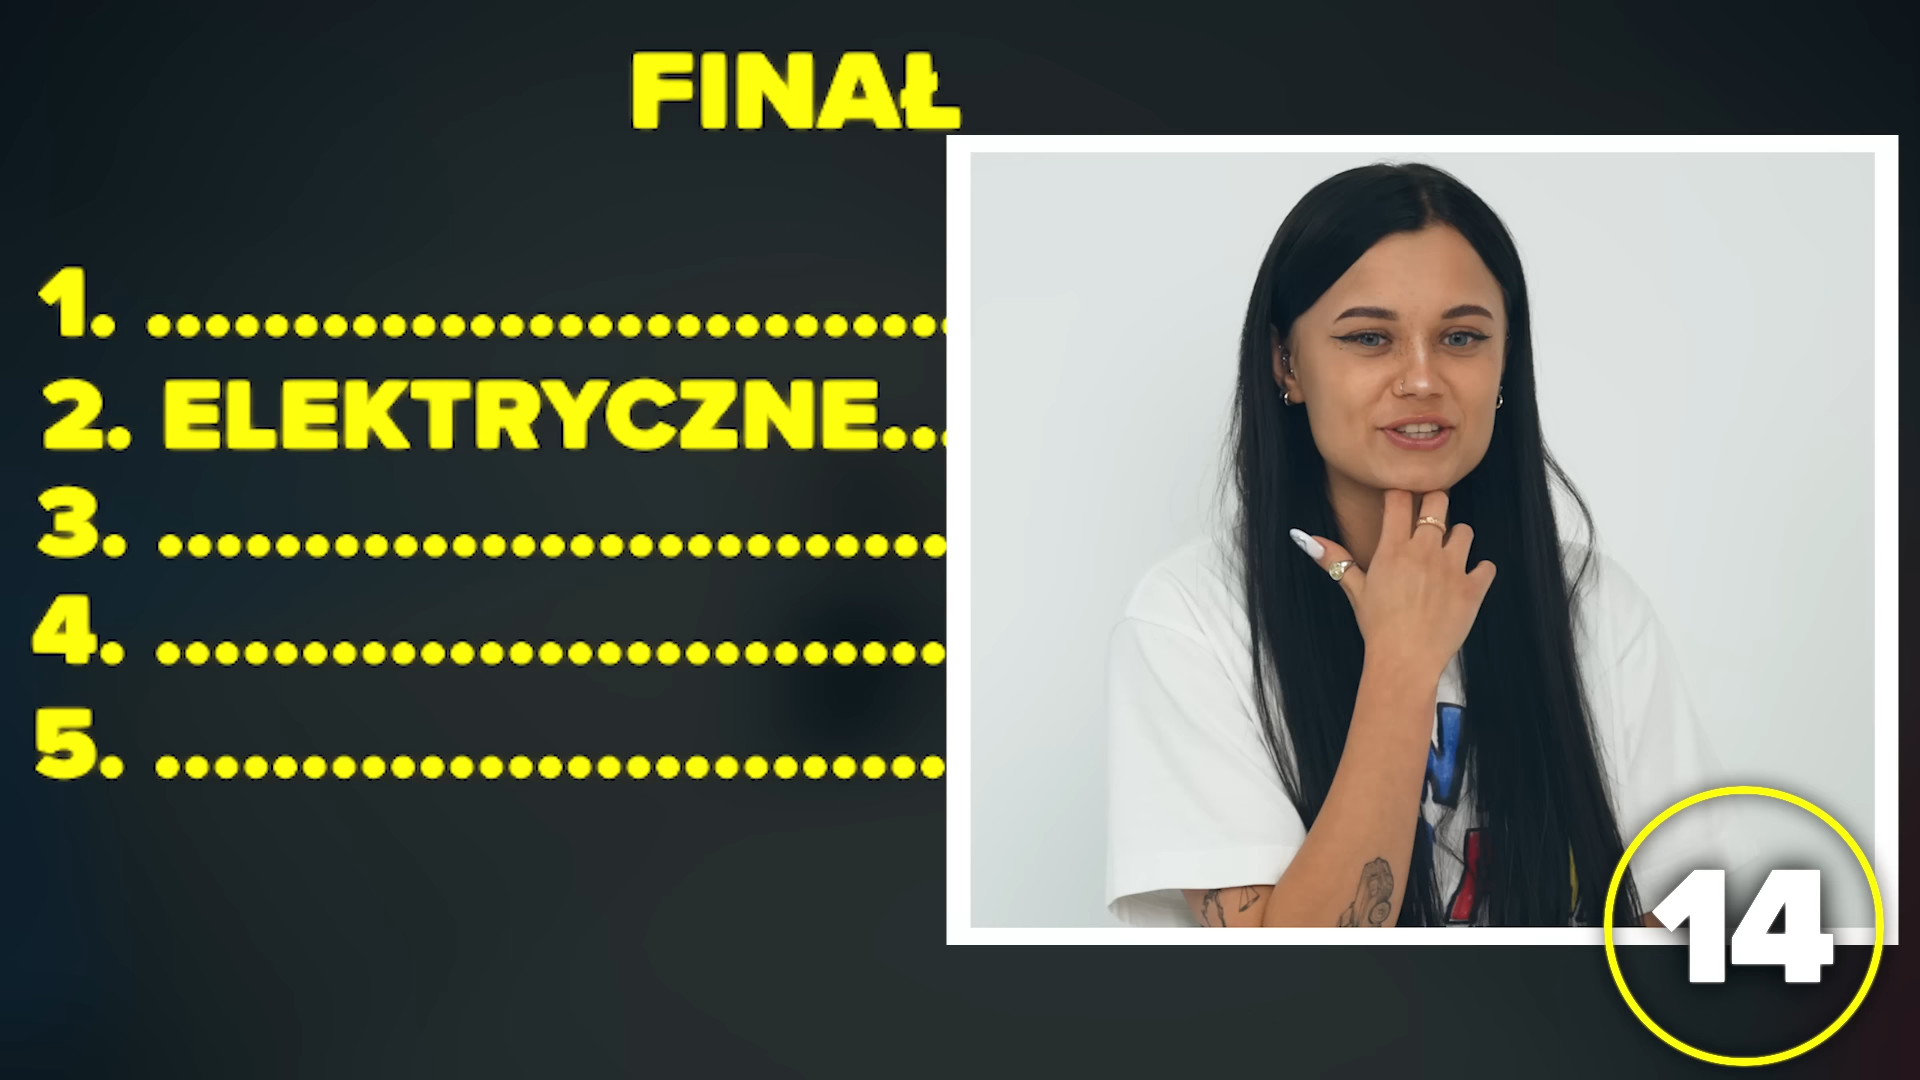 FINAŁ
1. ...........................
2. ELEKTRYCZNE...
3. ...........................
4. ...........................
5. ...........................
14